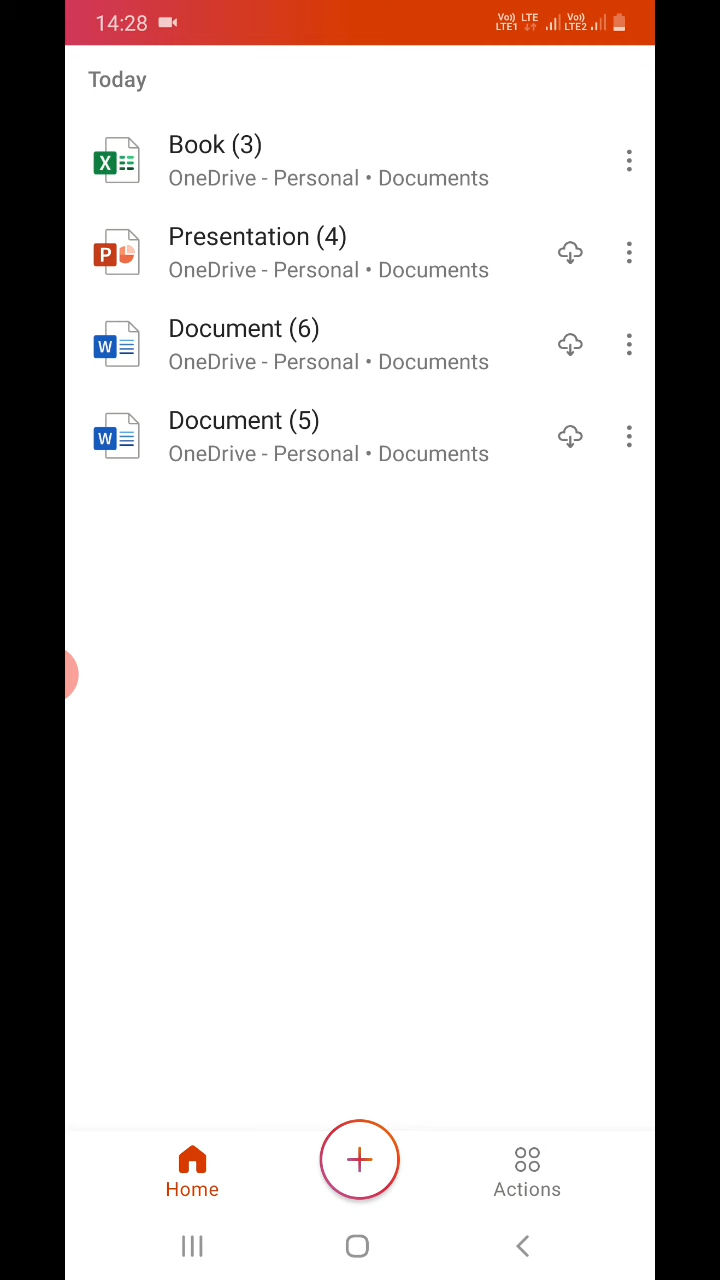 14:28
Vo)) LTE Vo))
LTE1 LTE2
Today
X
Book (3)
OneDrive - Personal • Documents
P
Presentation (4)
OneDrive - Personal • Documents
W
Document (6)
OneDrive - Personal • Documents
W
Document (5)
OneDrive - Personal • Documents
Home
Actions